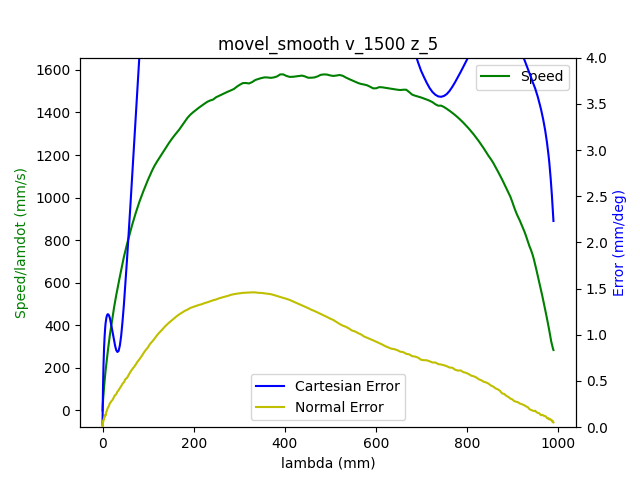 movel_smooth v_1500 z_5
Speed
Speed/lamdot (mm/s)
1600
1400
1200
1000
800
600
400
200
0
4.0
3.5
3.0
2.5
2.0
1.5
1.0
0.5
0.0
Error (mm/deg)
Cartesian Error
Normal Error
0 200 400 600 800 1000
lambda (mm)